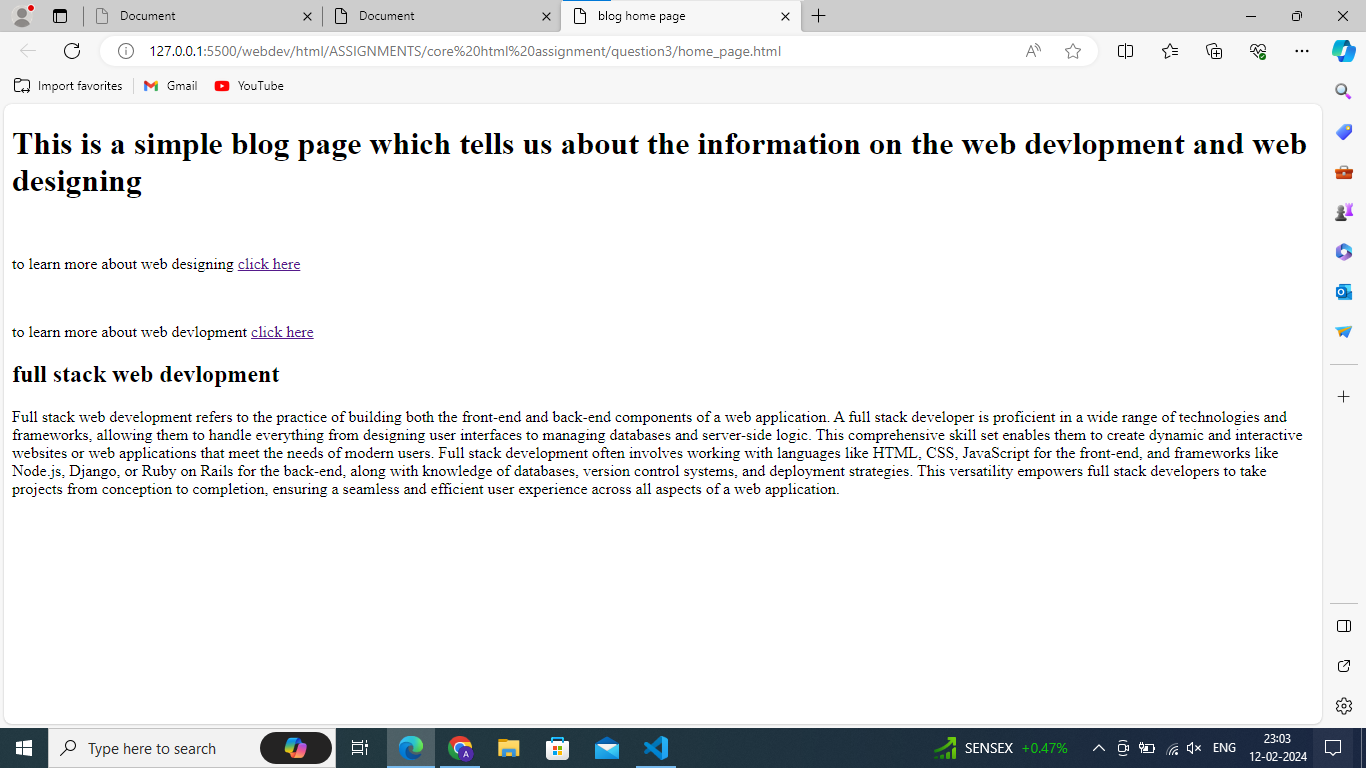 Document
Document
blog home page
127.0.0.1:5500/webdev/html/ASSIGNMENTS/core%20html%20assignment/question3/home_page.html
Import favorites
Gmail
YouTube
This is a simple blog page which tells us about the information on the web devlopment and web
designing
to learn more about web designing click here
to learn more about web devlopment click here
full stack web devlopment
Full stack web development refers to the practice of building both the front-end and back-end components of a web application. A full stack developer is proficient in a wide range of technologies and
frameworks, allowing them to handle everything from designing user interfaces to managing databases and server-side logic. This comprehensive skill set enables them to create dynamic and interactive
websites or web applications that meet the needs of modern users. Full stack development often involves working with languages like HTML, CSS, JavaScript for the front-end, and frameworks like
Node.js, Django, or Ruby on Rails for the back-end, along with knowledge of databases, version control systems, and deployment strategies. This versatility empowers full stack developers to take
projects from conception to completion, ensuring a seamless and efficient user experience across all aspects of a web application.
Type here to search
A
SENSEX +0.47%
ENG
23:03
12-02-2024